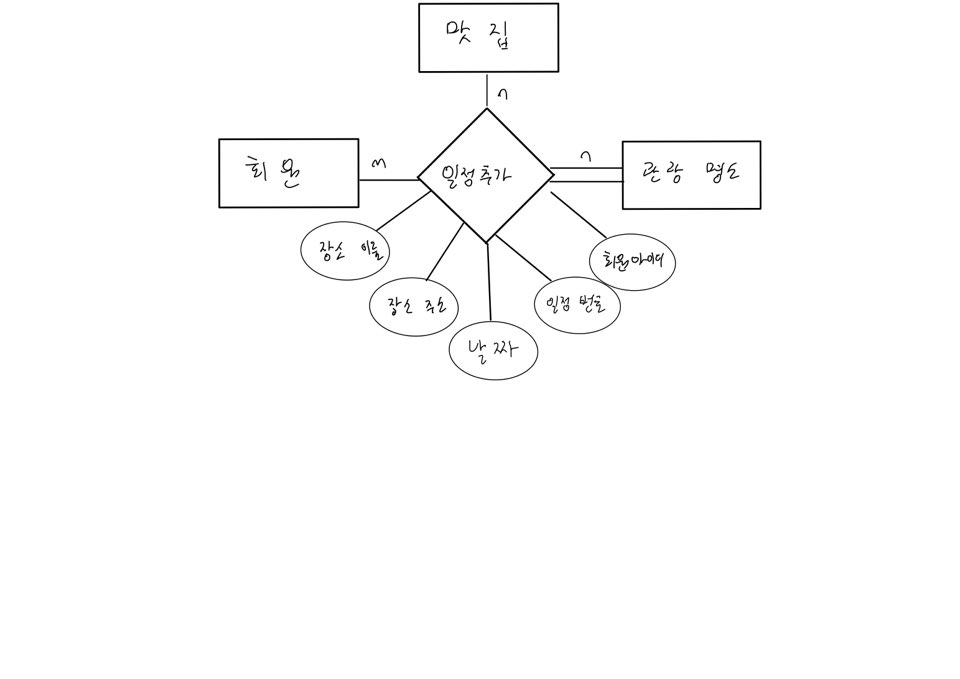 맛 집
n
회 원
m
일정추가
n
관광 명소
장소 이름
장소 주소
날짜
일정 번호
회원아이디